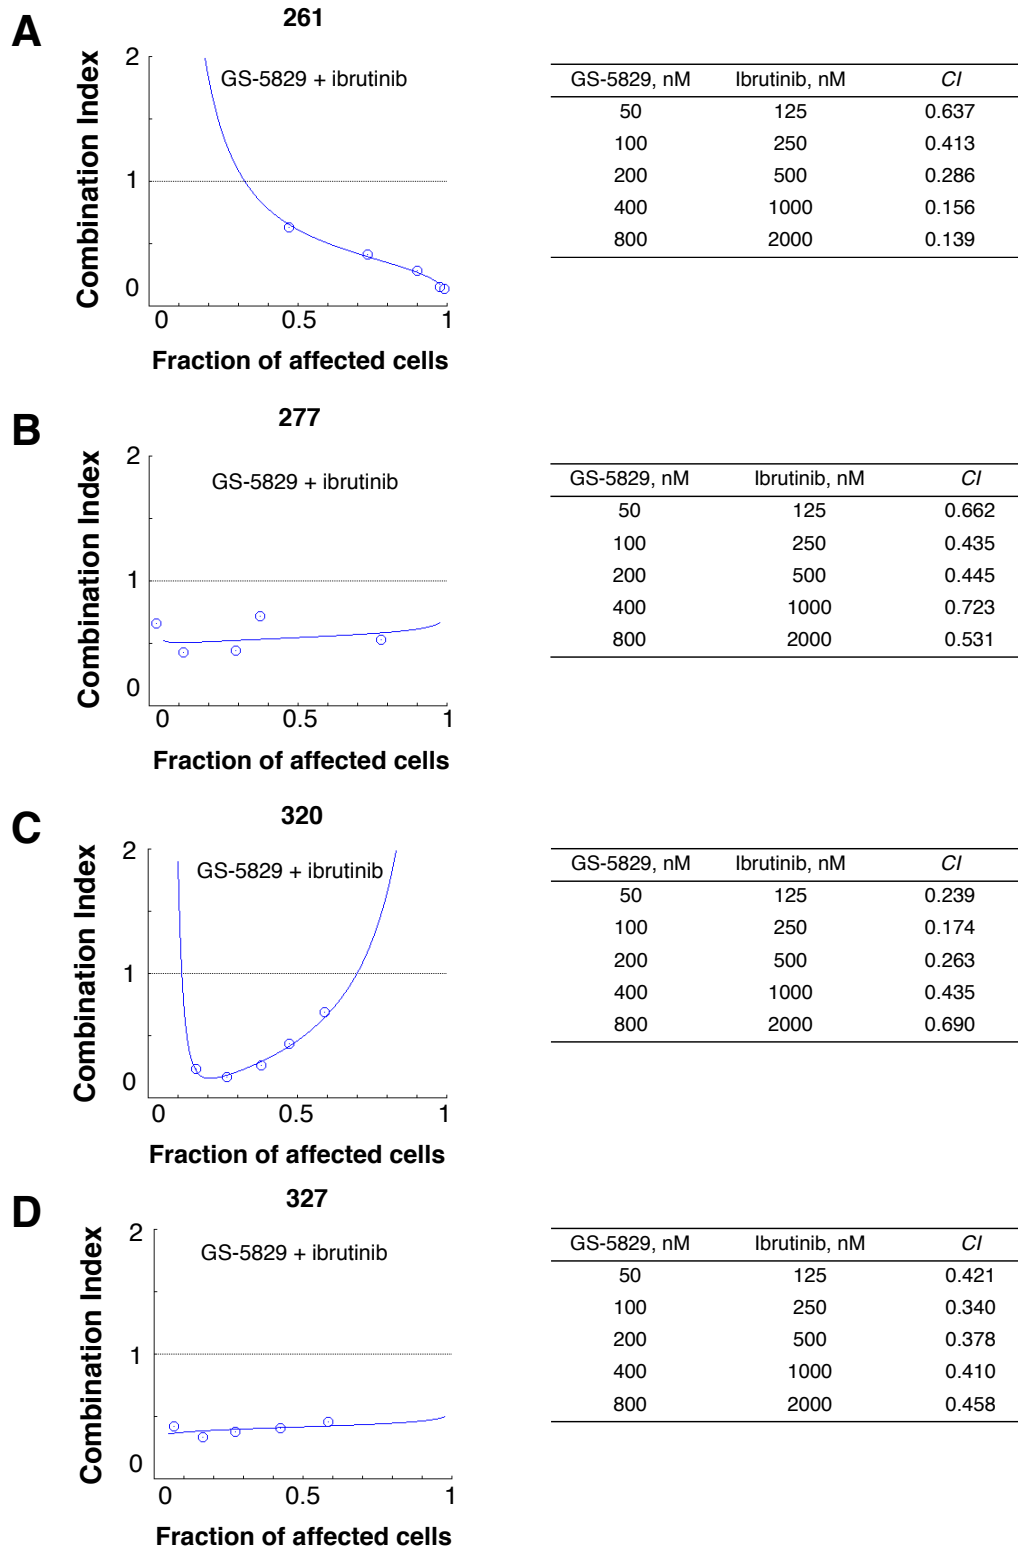 A
261
Combination Index
2
1
0
GS-5829 + ibrutinib
0 0.5 1
Fraction of affected cells
GS-5829, nM Ibrutinib, nM CI
50 125 0.637
100 250 0.413
200 500 0.286
400 1000 0.156
800 2000 0.139
B
277
Combination Index
2
1
0
GS-5829 + ibrutinib
0 0.5 1
Fraction of affected cells
GS-5829, nM Ibrutinib, nM CI
50 125 0.662
100 250 0.435
200 500 0.445
400 1000 0.723
800 2000 0.531
C
320
Combination Index
2
1
0
GS-5829 + ibrutinib
0 0.5 1
Fraction of affected cells
GS-5829, nM Ibrutinib, nM CI
50 125 0.239
100 250 0.174
200 500 0.263
400 1000 0.435
800 2000 0.690
D
327
Combination Index
2
1
0
GS-5829 + ibrutinib
0 0.5 1
Fraction of affected cells
GS-5829, nM Ibrutinib, nM CI
50 125 0.421
100 250 0.340
200 500 0.378
400 1000 0.410
800 2000 0.458